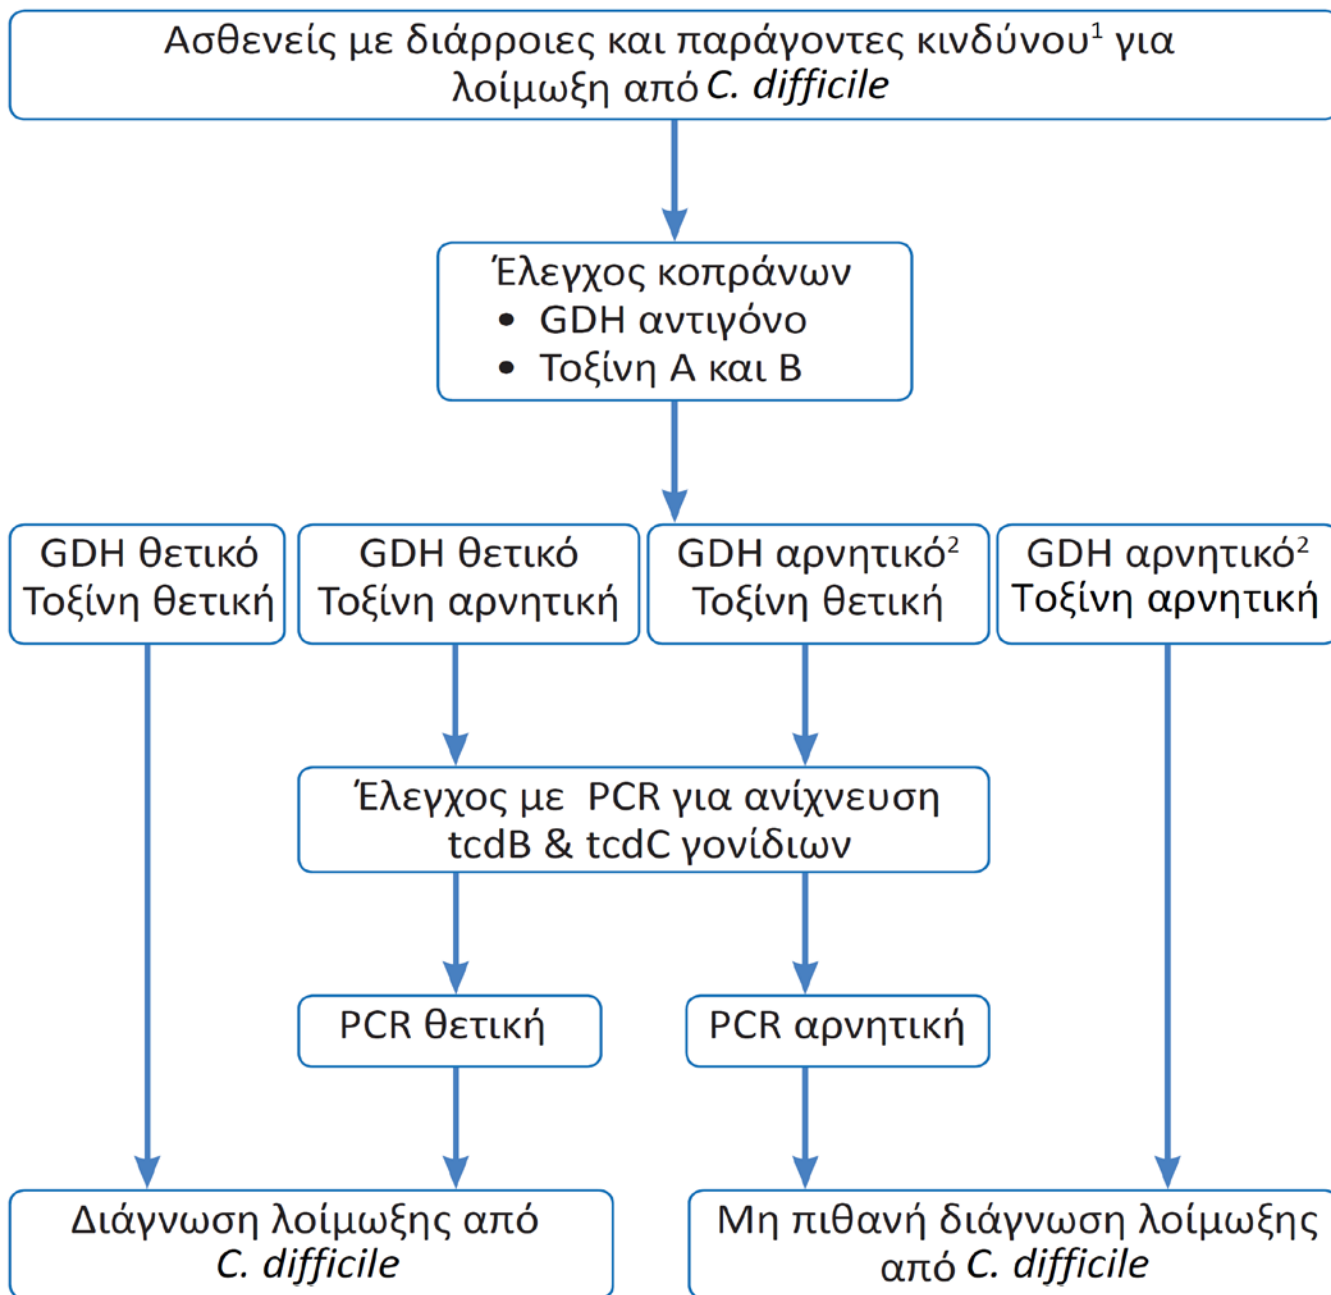 Ασθενείς με διάρροιες και παράγοντες κινδύνου¹ για
λοίμωξη από C. difficile
Έλεγχος κοπράνων
• GDH αντιγόνο
• Τοξίνη Α και Β
GDH θετικό
Τοξίνη θετική
GDH θετικό
Τοξίνη αρνητική
GDH αρνητικό²
Τοξίνη θετική
GDH αρνητικό²
Τοξίνη αρνητική
Έλεγχος με PCR για ανίχνευση
tcdB & tcdC γονίδιων
PCR θετική
PCR αρνητική
Διάγνωση λοίμωξης από
C. difficile
Μη πιθανή διάγνωση λοίμωξης
από C. difficile